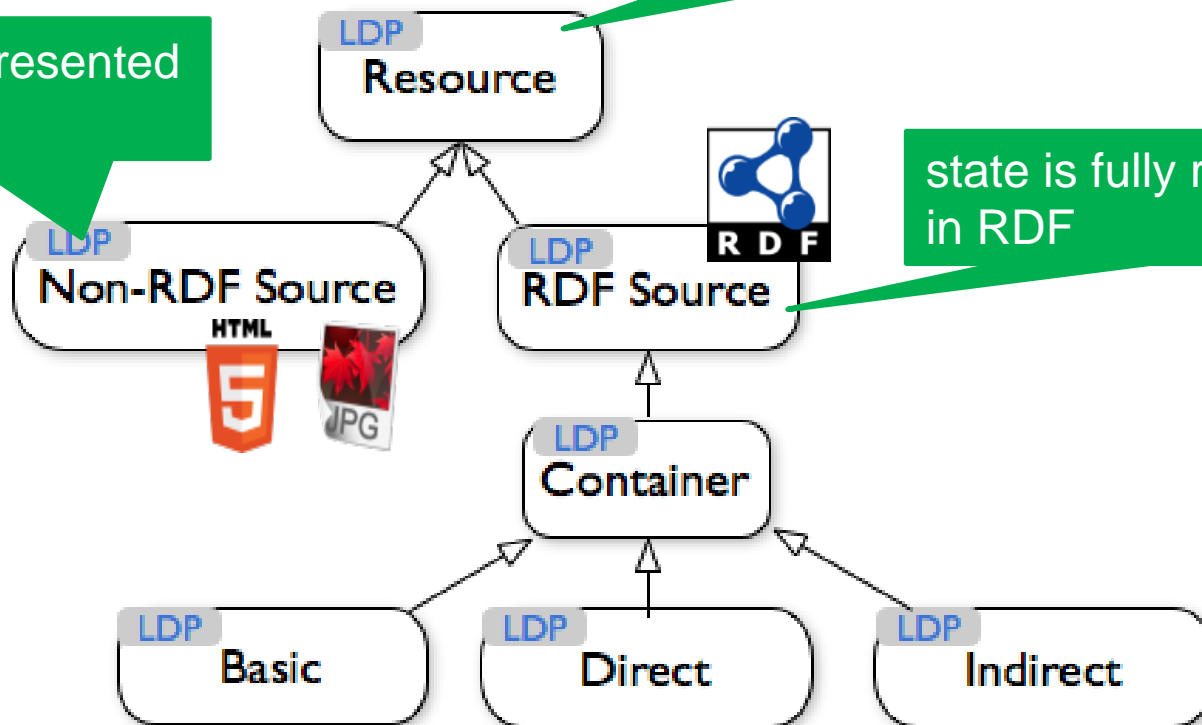 LDP
Resource
resented
state is fully r
in RDF
R D F
LDP
Non-RDF Source
HTML
5
JPG
LDP
RDF Source
LDP
Container
LDP
Basic
LDP
Direct
LDP
Indirect